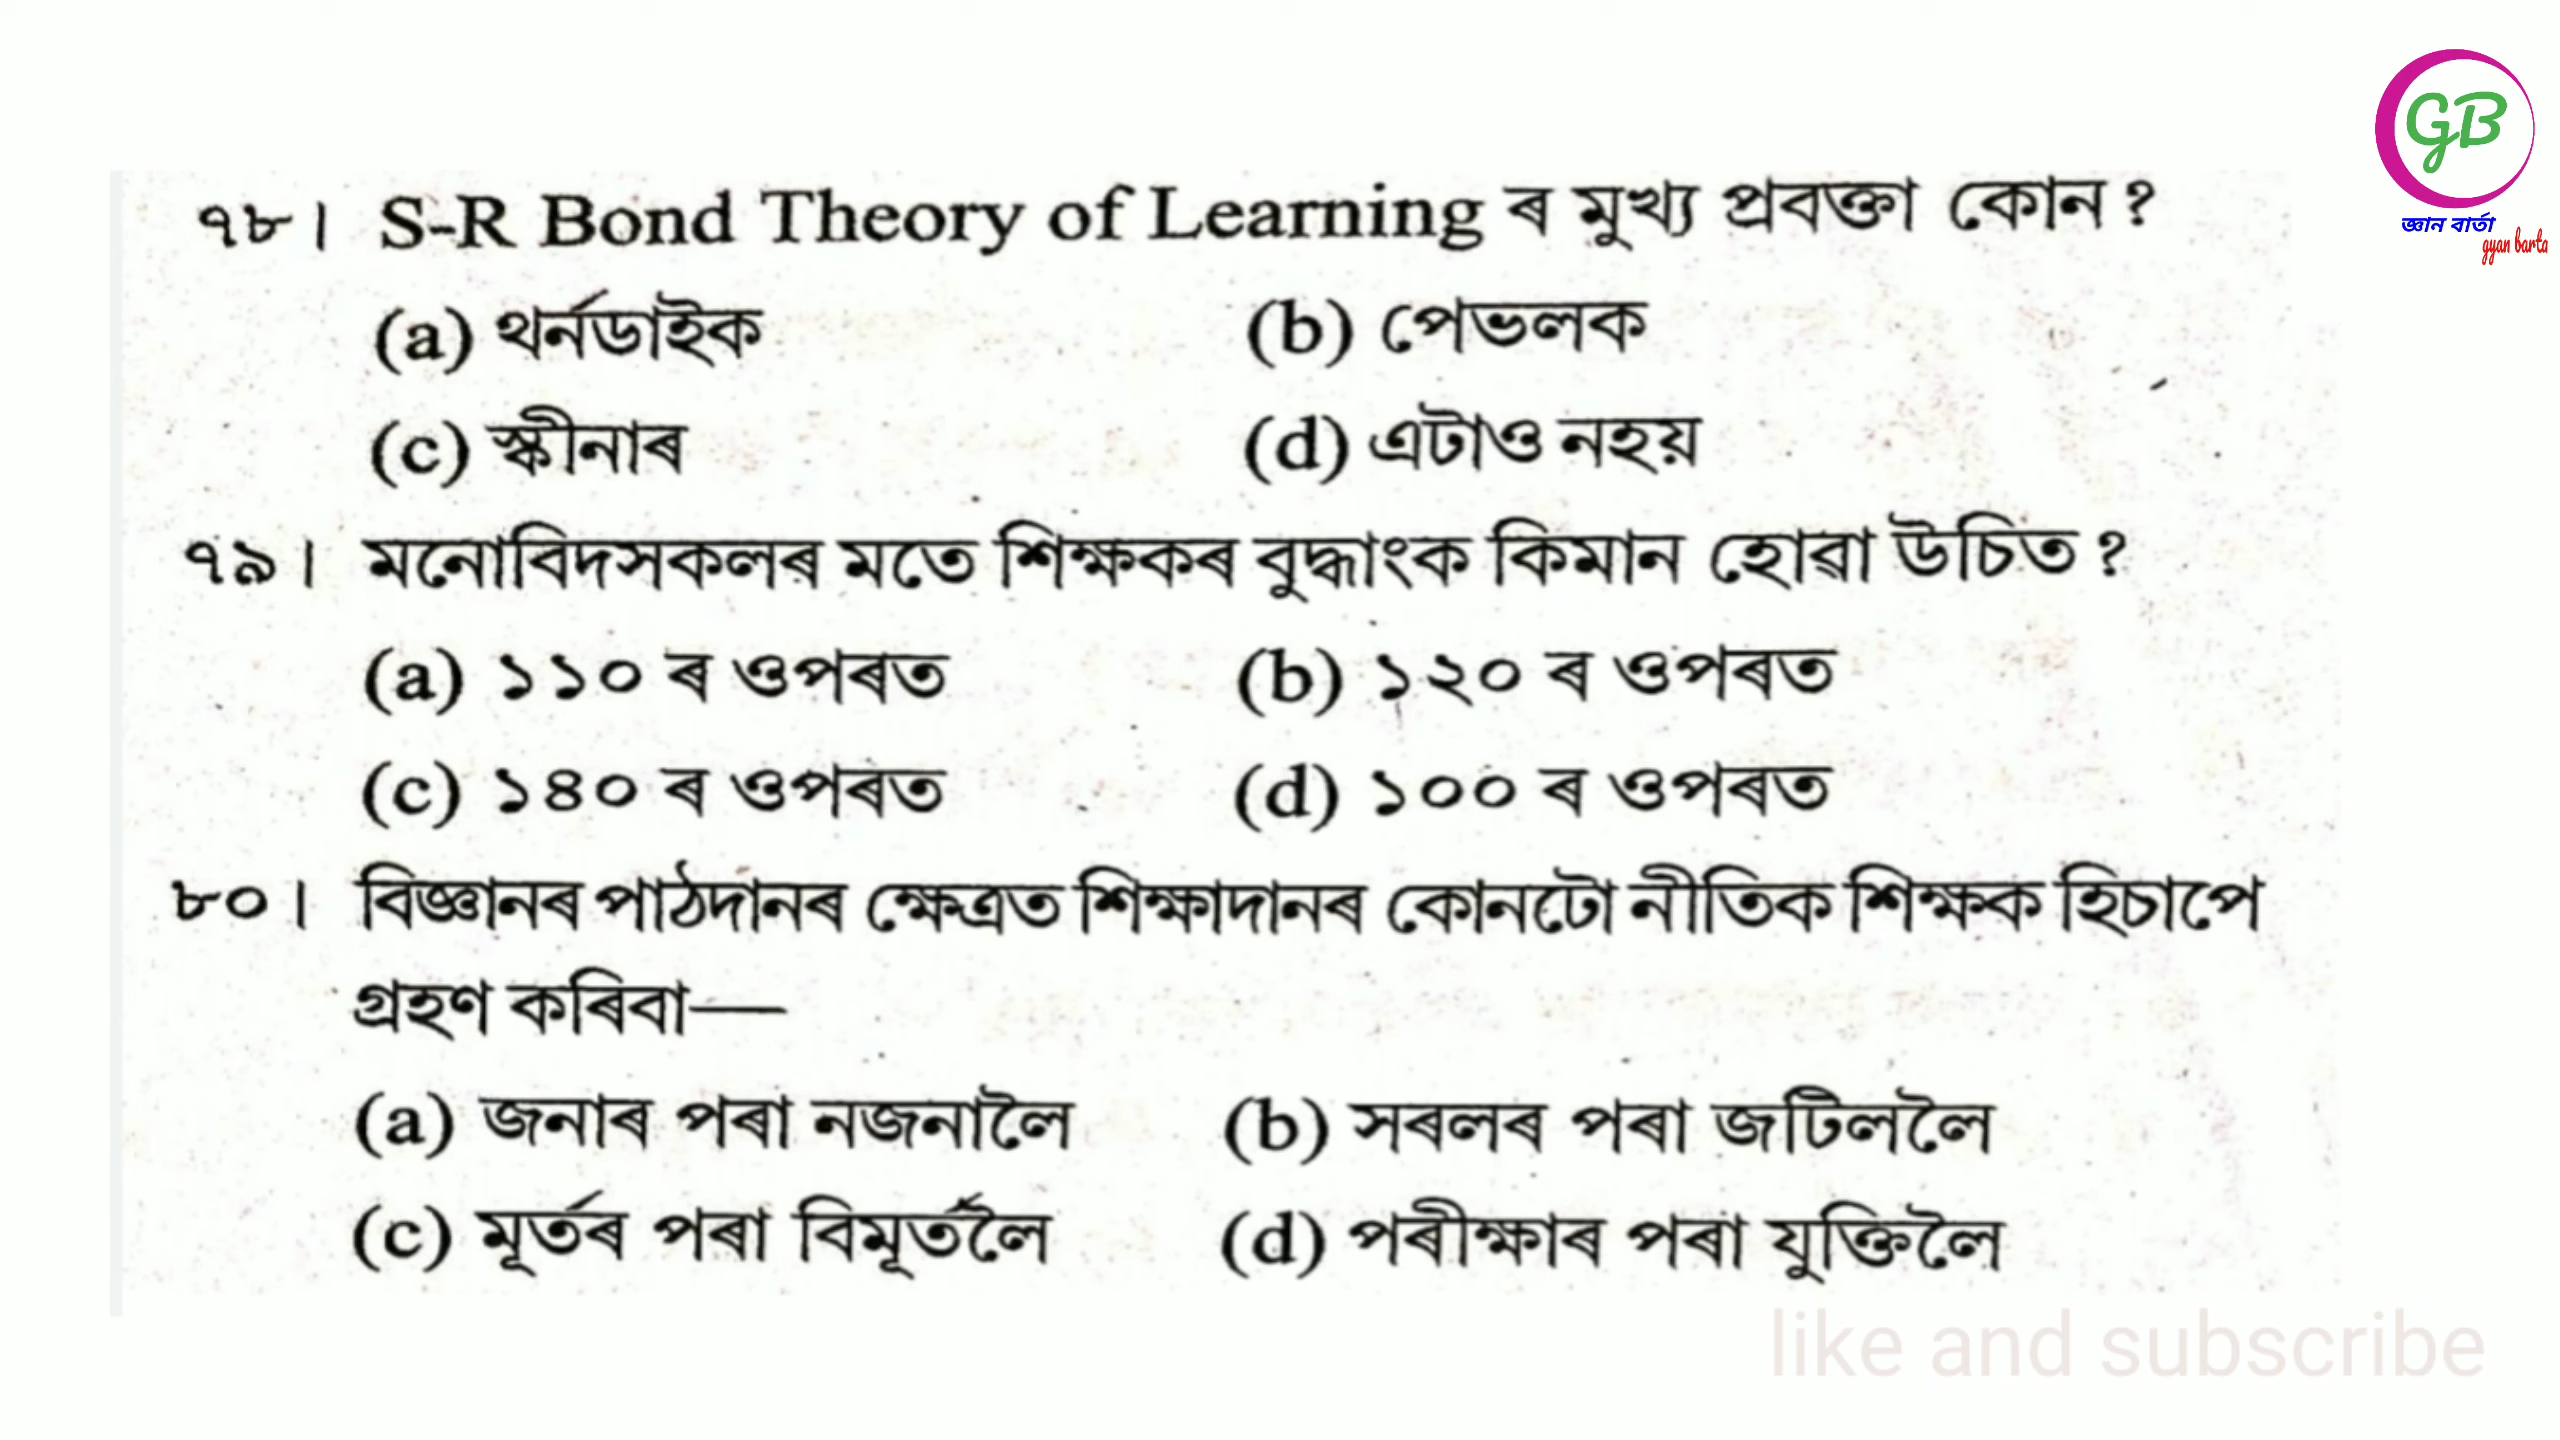 GB
জ্ঞান বাৰ্তা
gyan barta
৭৮। S-R Bond Theory of Learning ৰ মুখ্য প্ৰবক্তা কোন ?
(a) থৰ্নডাইক (b) পেভলক
(c) স্কীনাৰ (d) এটাও নহয়
৭৯। মনোবিদসকলৰ মতে শিক্ষকৰ বুদ্ধাংক কিমান হোৱা উচিত ?
(a) ১১০ ৰ ওপৰত (b) ১২০ ৰ ওপৰত
(c) ১৪০ ৰ ওপৰত (d) ১০০ ৰ ওপৰত
৮০। বিজ্ঞানৰ পাঠদানৰ ক্ষেত্ৰত শিক্ষাদানৰ কোনটো নীতিক শিক্ষক হিচাপে
গ্ৰহণ কৰিবা—
(a) জনাৰ পৰা নজনালৈ (b) সৰলৰ পৰা জটিললৈ
(c) মূৰ্তৰ পৰা বিমূৰ্তলৈ (d) পৰীক্ষাৰ পৰা যুক্তিলৈ
like and subscribe